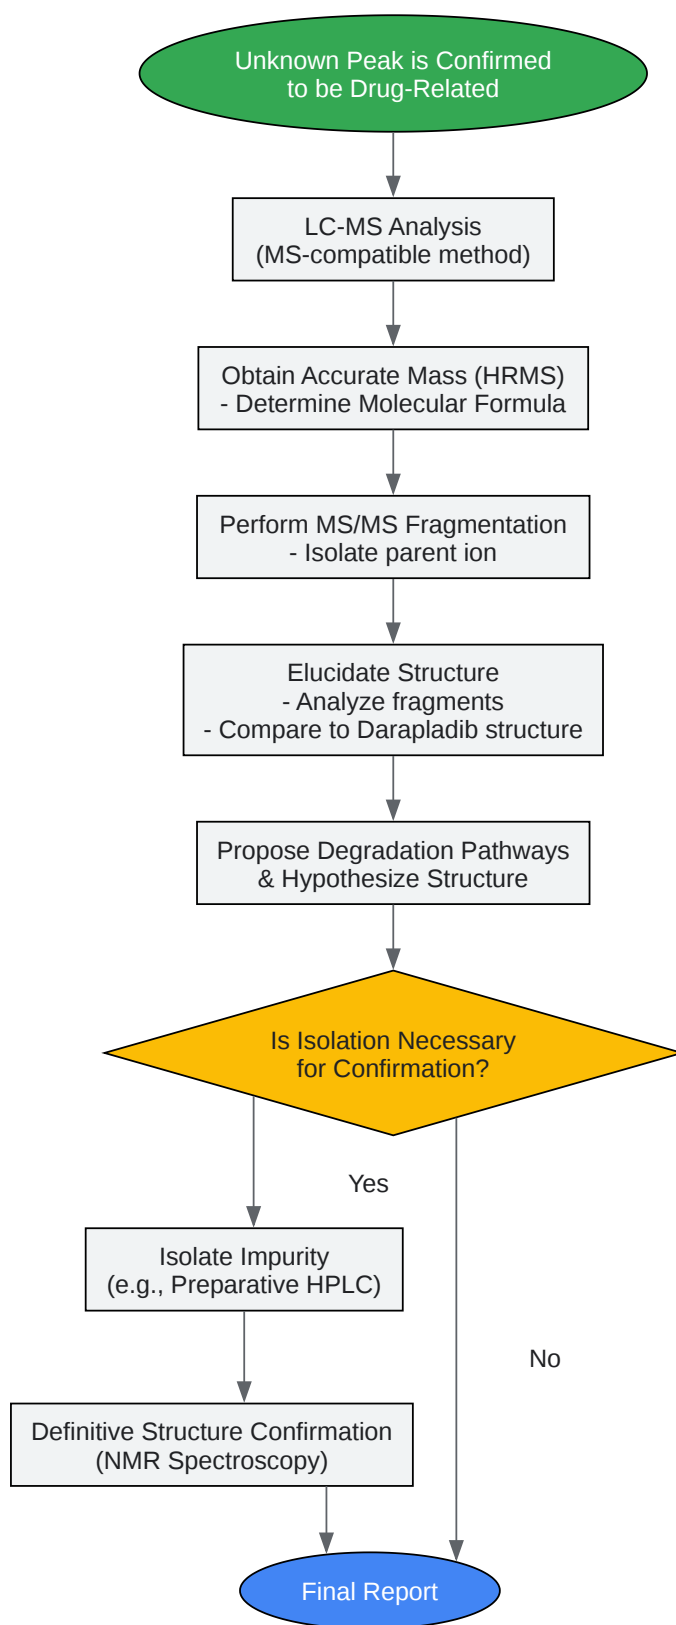 Unknown Peak is Confirmed
to be Drug-Related
LC-MS Analysis
(MS-compatible method)
Obtain Accurate Mass (HRMS)
- Determine Molecular Formula
Perform MS/MS Fragmentation
- Isolate parent ion
Elucidate Structure
- Analyze fragments
- Compare to Darapladib structure
Propose Degradation Pathways
& Hypothesize Structure
Is Isolation Necessary
for Confirmation?
Yes
Isolate Impurity
(e.g., Preparative HPLC)
No
Definitive Structure Confirmation
(NMR Spectroscopy)
Final Report